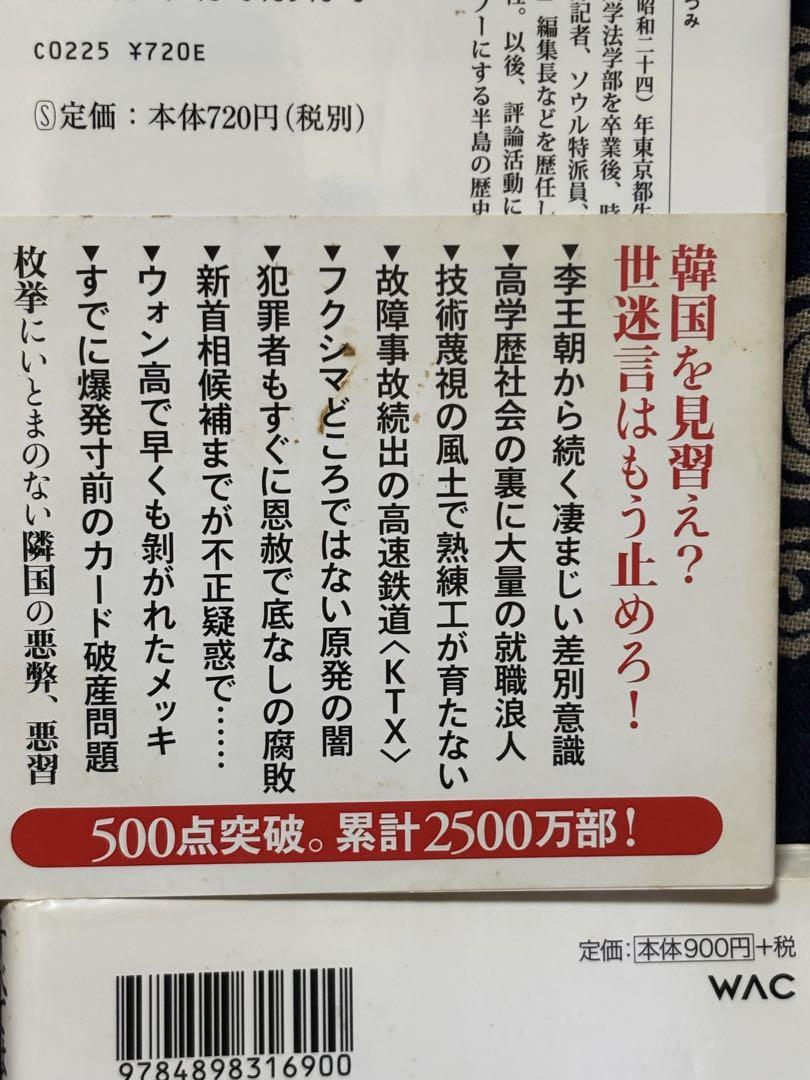 C0225 ¥720E
Ⓢ定価：本体720円（税別）
つみ
昭和二十四）年東京都生
学法学部を卒業後、時
記者、ソウル特派員、
編集長などを歴任し
以後、評論活動に
ブーにする半島の歴史
韓国を見習え？
世迷言はもう止めろ！
▼李王朝から続く凄まじい差別意識
▼高学歴社会の裏に大量の就職浪人
▼技術蔑視の風土で熟練工が育たない
▼故障事故続出の高速鉄道〈KTX〉
▼フクシマどころではない原発の闇
▼犯罪者もすぐに恩赦で底なしの腐敗
▼新首相候補までが不正疑惑で……
▼ウォン高で早くも剝がれたメッキ
▼すでに爆発寸前のカード破産問題
枚挙にいとまのない隣国の悪弊、悪習
500点突破。累計2500万部！
定価：本体900円＋税
WAC
9784898316900